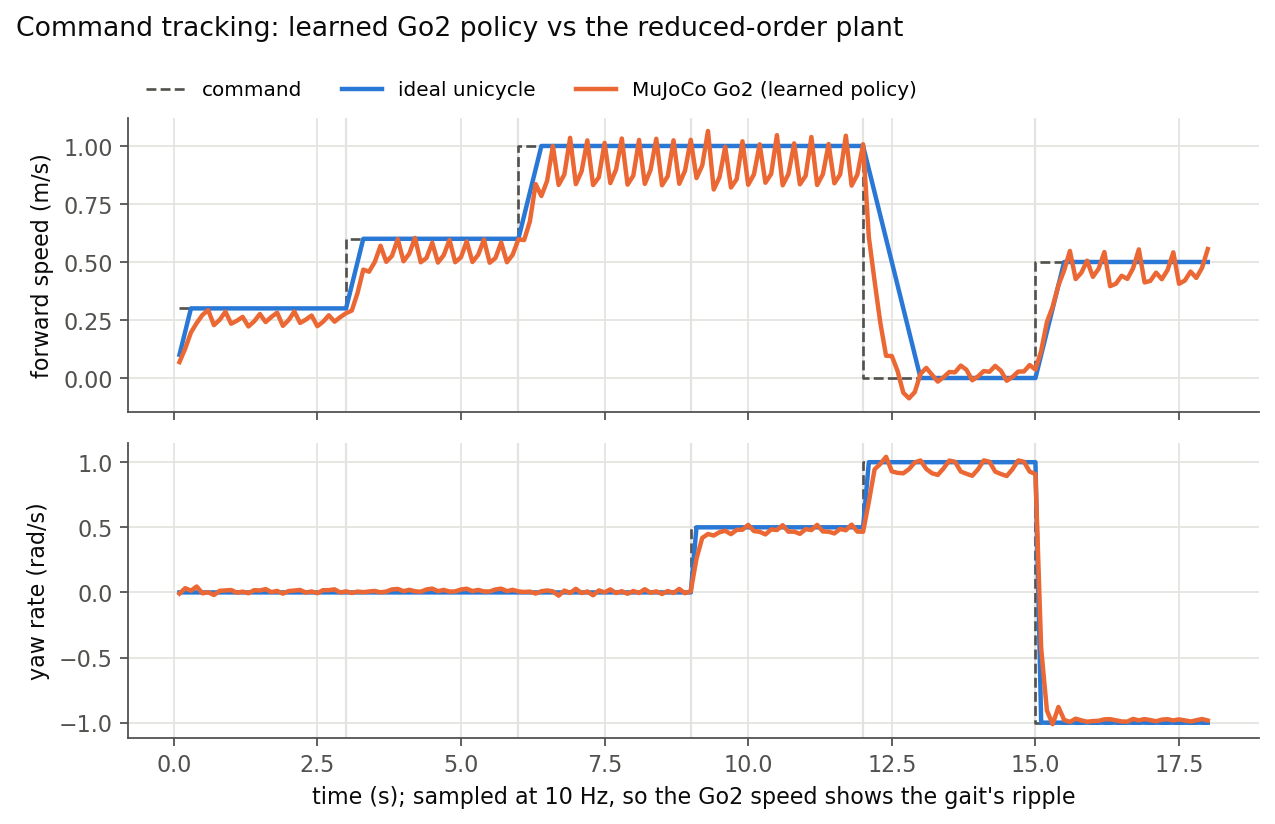 Command tracking: learned Go2 policy vs the reduced-order plant
command
ideal unicycle
MuJoCo Go2 (learned policy)
forward speed (m/s)
1.00
0.75
0.50
0.25
0.00
yaw rate (rad/s)
1.0
0.5
0.0
−0.5
−1.0
0.0 2.5 5.0 7.5 10.0 12.5 15.0 17.5
time (s); sampled at 10 Hz, so the Go2 speed shows the gait's ripple